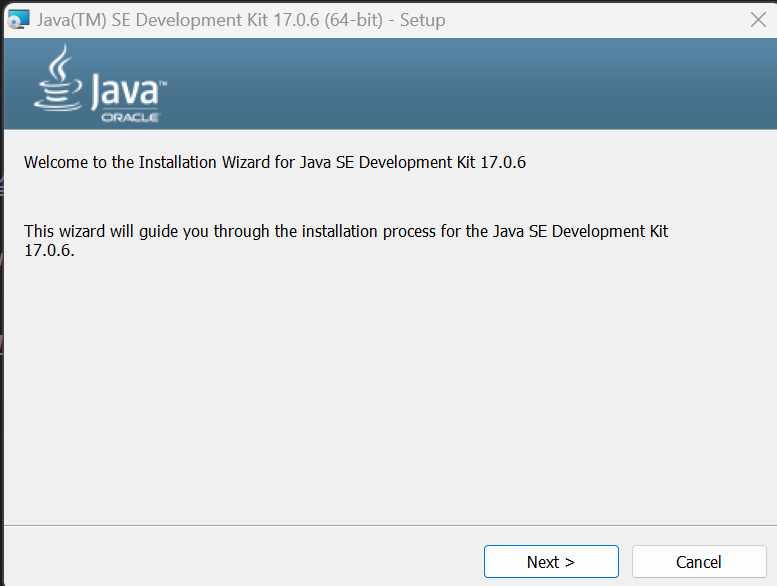 Java(TM) SE Development Kit 17.0.6 (64-bit) - Setup
Java™
ORACLE
Welcome to the Installation Wizard for Java SE Development Kit 17.0.6
This wizard will guide you through the installation process for the Java SE Development Kit
17.0.6.
Next >
Cancel